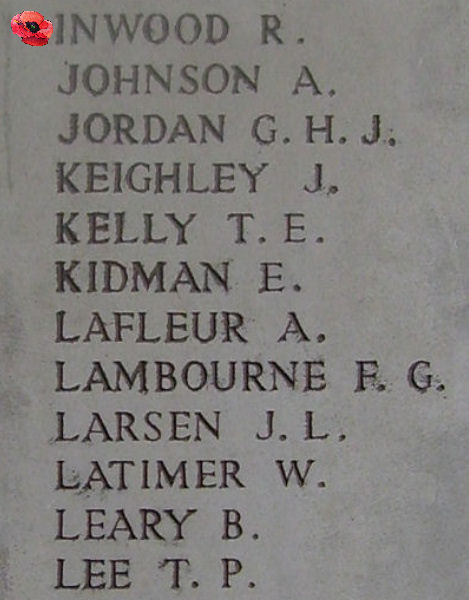 INWOOD R.
JOHNSON A.
JORDAN G. H. J.
KEIGHLEY J.
KELLY T. E.
KIDMAN E.
LAFLEUR A.
LAMBOURNE F. G.
LARSEN J. L.
LATIMER W.
LEARY B.
LEE T. P.